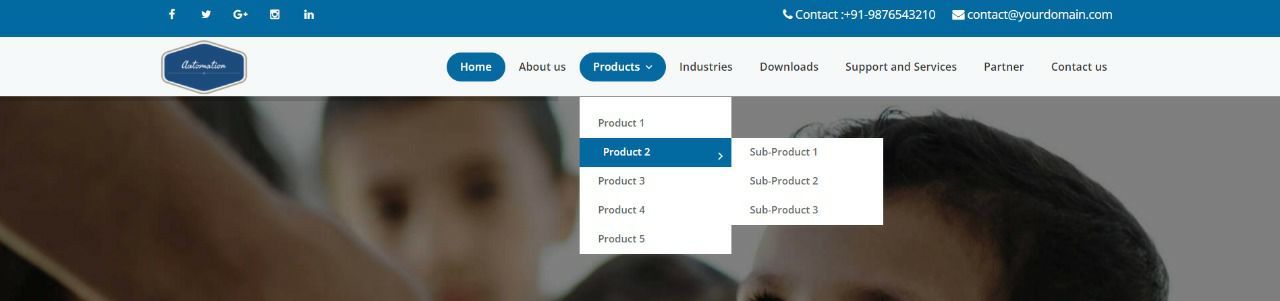 Contact :+91-9876543210 contact@yourdomain.com
Automation
Home About us Products Industries Downloads Support and Services Partner Contact us
Product 1
Product 2 Sub-Product 1
Product 3 Sub-Product 2
Product 4 Sub-Product 3
Product 5